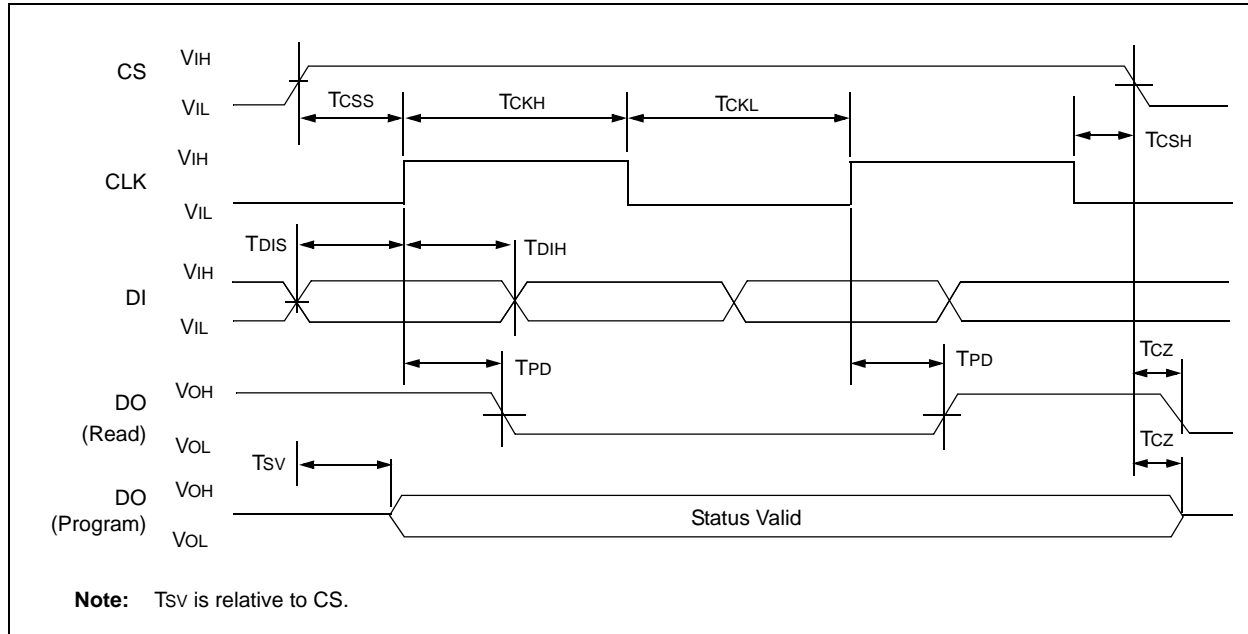 CS
VIH
VIL
TCSS
TCKH
TCKL
TCSH
CLK
VIH
VIL
TDIS
TDIH
DI
VIH
VIL
TPD
TPD
TCZ
DO
(Read)
VOH
VOL
TSV
TCZ
DO
(Program)
VOH
VOL
Status Valid
Note: TSV is relative to CS.